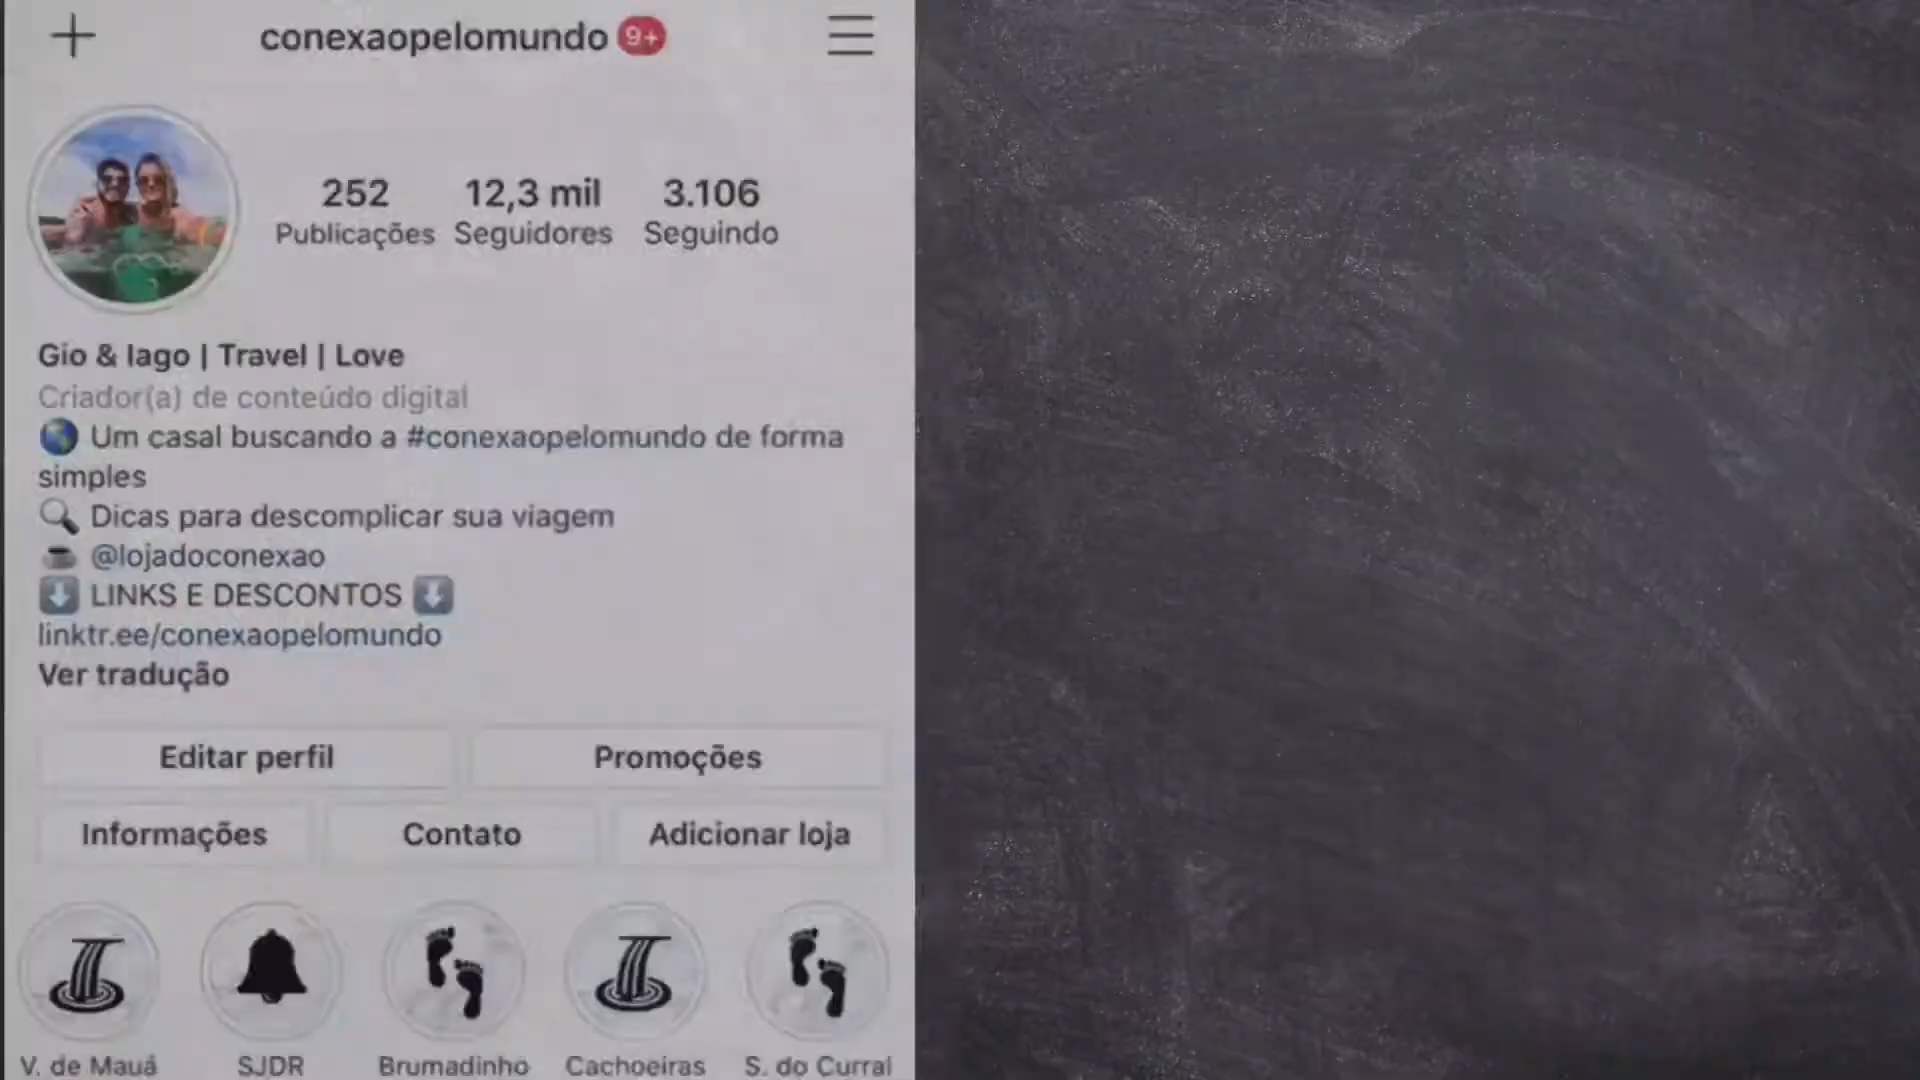 conexaopelomundo 9+
252 12,3 mil 3.106
Publicações Seguidores Seguindo
Gio & Iago | Travel | Love
Criador(a) de conteúdo digital
Um casal buscando a #conexaopelomundo de forma
simples
Dicas para descomplicar sua viagem
@lojadoconexao
LINKS E DESCONTOS
linktr.ee/conexaopelomundo
Ver tradução
Editar perfil Promoções
Informações Contato Adicionar loja
V. de Mauá SJDR Brumadinho Cachoeiras S. do Curral